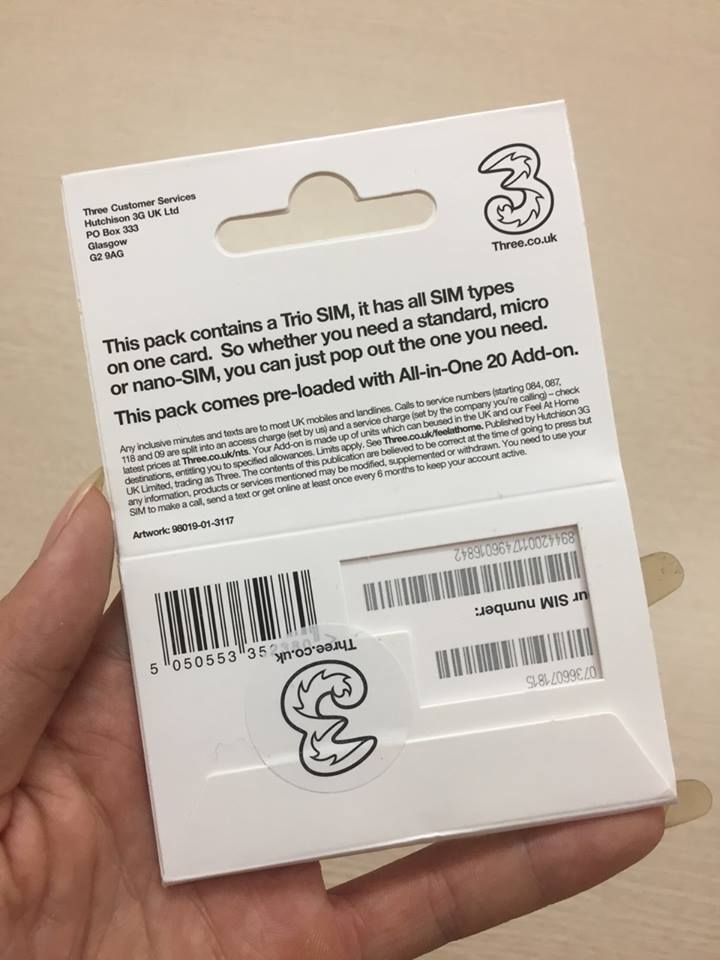 Three Customer Services
Hutchison 3G UK Ltd
PO Box 333
Glasgow
G2 9AG
3
Three.co.uk
This pack contains a Trio SIM, it has all SIM types
on one card. So whether you need a standard, micro
or nano-SIM, you can just pop out the one you need.
This pack comes pre-loaded with All-in-One 20 Add-on.
Any inclusive minutes and texts are to most UK mobiles and landlines. Calls to service numbers (starting 084, 087,
118 and 09 are split into an access charge (set by us) and a service charge (set by the company you're calling) – check
latest prices at Three.co.uk/nts. Your Add-on is made up of units which can beused in the UK and our Feel At Home
destinations, entitling you to specified allowances. Limits apply. See Three.co.uk/feelathome. Published by Hutchison 3G
UK Limited, trading as Three. The contents of this publication are believed to be correct at the time of going to press but
any information, products or services mentioned may be modified, supplemented or withdrawn. You need to use your
SIM to make a call, send a text or get online at least once every 6 months to keep your account active.
Artwork: 98019-01-3117
5 050553 35
Three.co.uk
3
07366071815
ur SIM number:
8944200117496016842